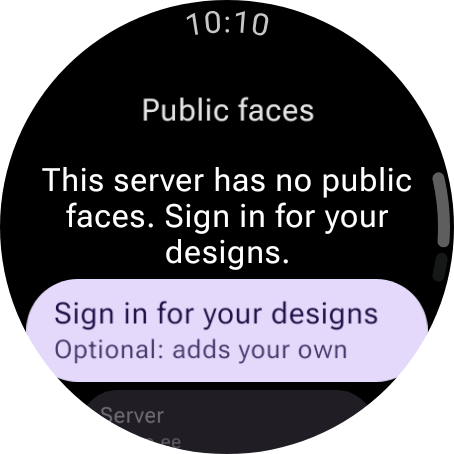 10:10
Public faces
This server has no public
faces. Sign in for your
designs.
Sign in for your designs
Optional: adds your own
Server